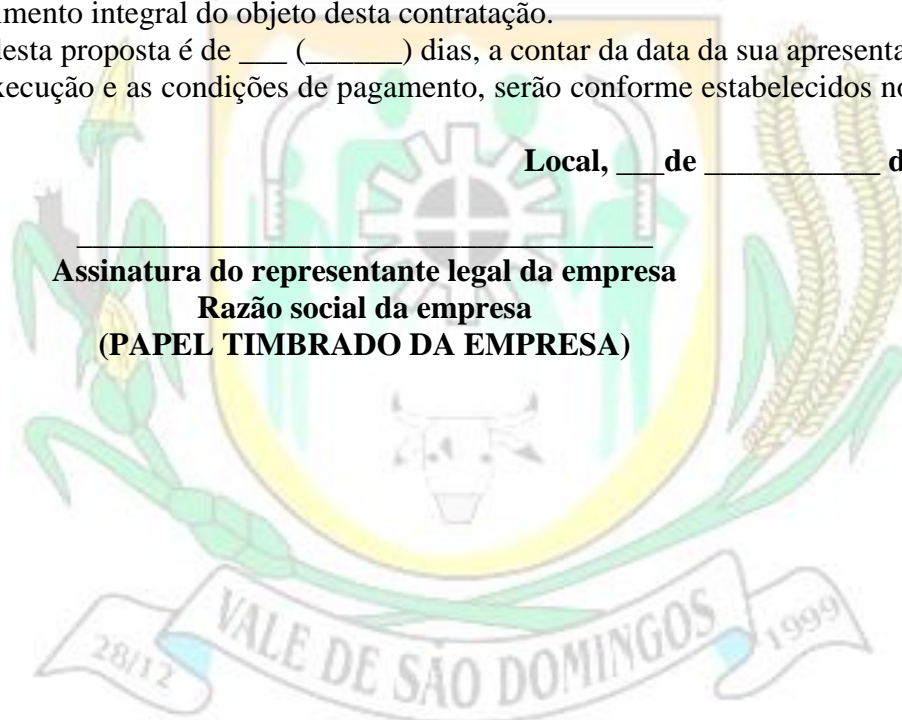 imento integral do objeto desta contratação.
desta proposta é de ___ (______) dias, a contar da data da sua apresenta
xecução e as condições de pagamento, serão conforme estabelecidos no
Local, ___de ___________ d
____________________________________
Assinatura do representante legal da empresa
Razão social da empresa
(PAPEL TIMBRADO DA EMPRESA)
28/12 VALE DE SÃO DOMINGOS 1999